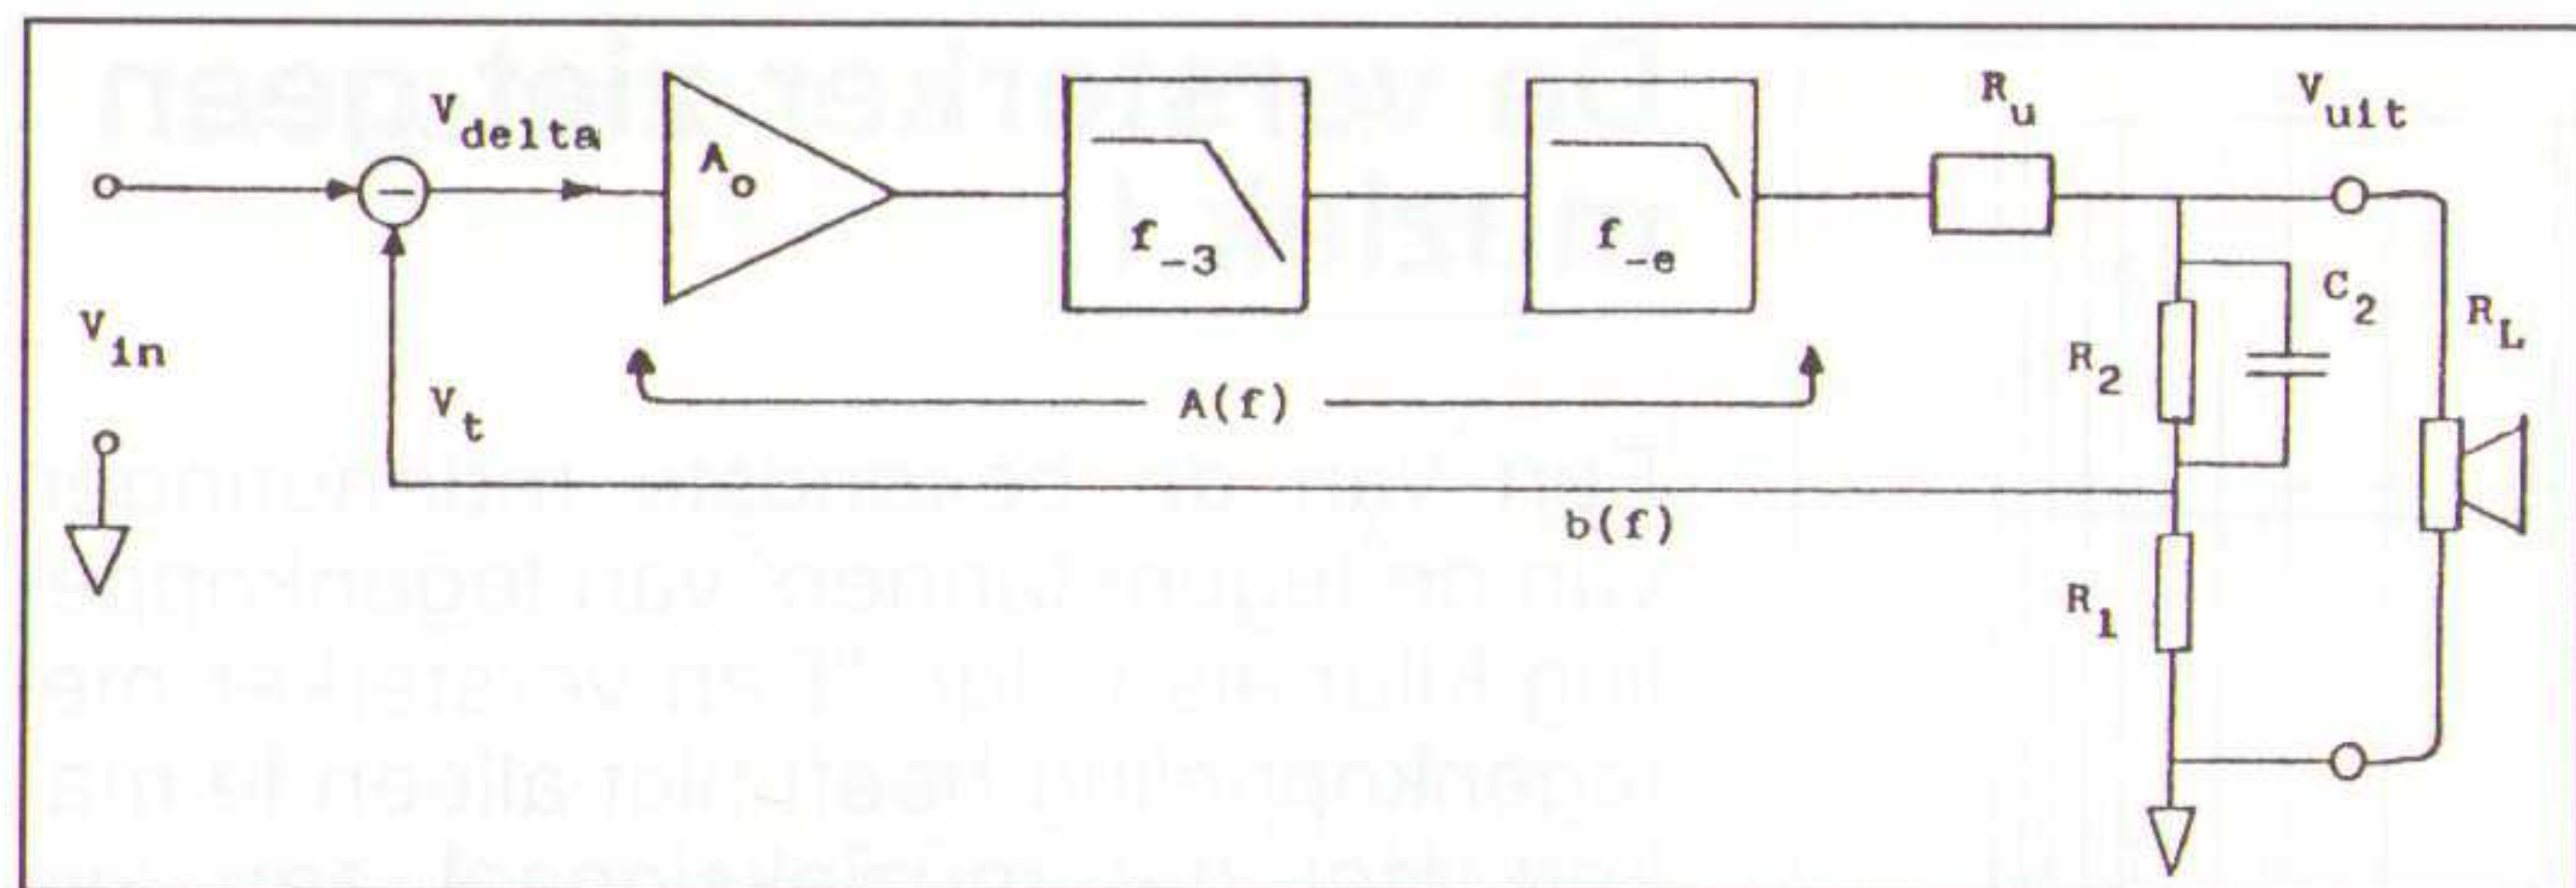 V delta
A o
f -3
f -e
R u
V uit
V in
V t
A(f)
b(f)
R 2
C 2
R L
R 1